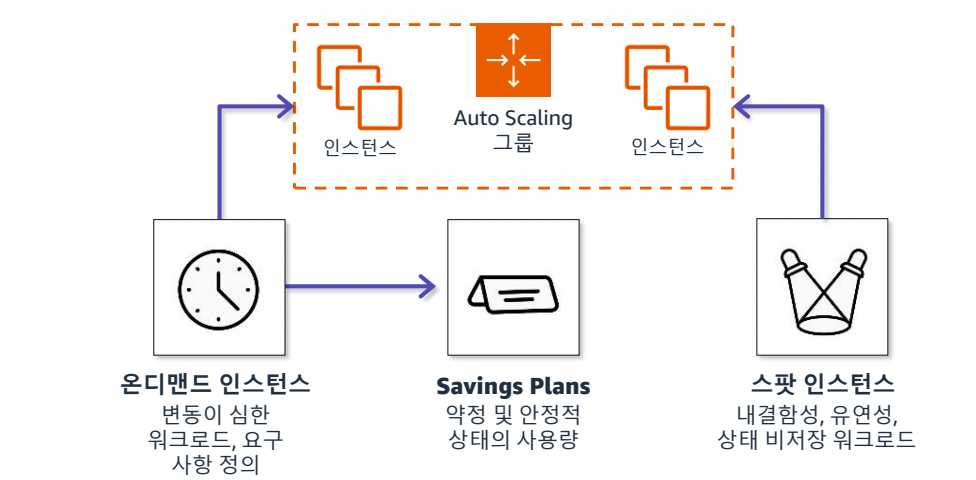 인스턴스
Auto Scaling
그룹
인스턴스
온디맨드 인스턴스
변동이 심한
워크로드, 요구
사항 정의
Savings Plans
약정 및 안정적
상태의 사용량
스팟 인스턴스
내결함성, 유연성,
상태 비저장 워크로드